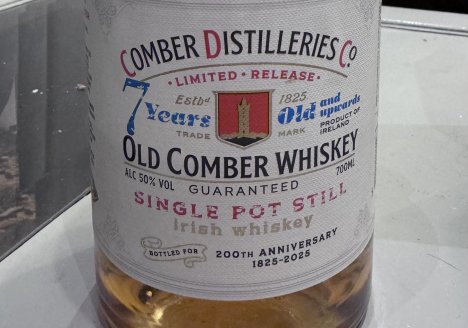 COMBER DISTILLERIES Co
· LIMITED · RELEASE ·
7 Years Estbd 1825 Old and upwards
TRADE MARK PRODUCT OF IRELAND
OLD COMBER WHISKEY
ALC 50% VOL GUARANTEED 700ML
SINGLE POT STILL
irish whiskey
BOTTLED FOR 200TH ANNIVERSARY
1825-2025